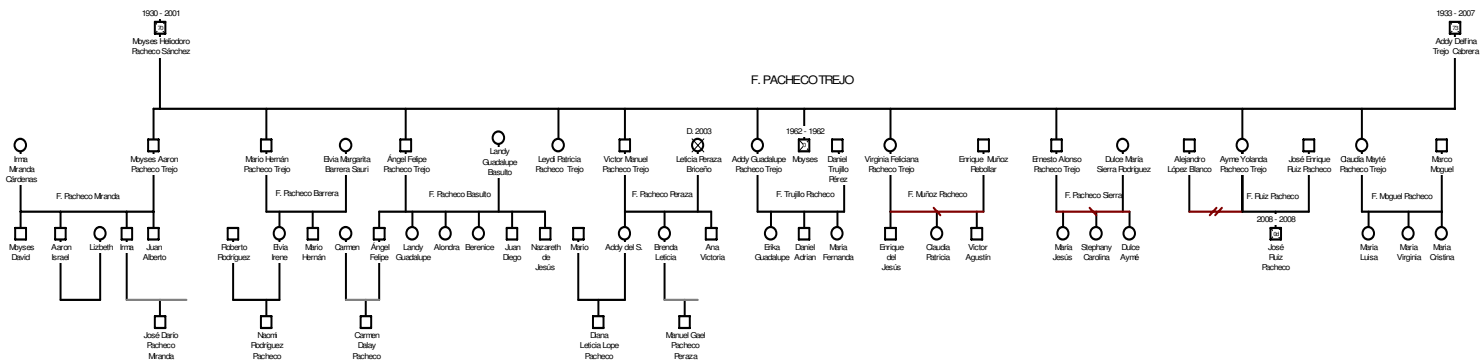 1930 - 2001
Moyses Heliodoro
Pacheco Sánchez
1933 - 2007
Addy Delfina
Trejo Cabrera
F. PACHECO TREJO
Irma
Miranda
Cárdenas
Moyses Aaron
Pacheco Trejo
Mario Hernán
Pacheco Trejo
Elvia Margarita
Barrera Sauri
Ángel Felipe
Pacheco Trejo
Landy
Guadalupe
Basulto
Leydi Patricia
Pacheco Trejo
Victor Manuel
Pacheco Trejo
D. 2003
Leticia Peraza
Briceño
Addy Guadalupe
Pacheco Trejo
1962 - 1962
Moyses
Daniel
Trujillo
Pérez
Virginia Feliciana
Pacheco Trejo
Enrique Muñoz
Rebollar
Ernesto Alonso
Pacheco Trejo
Dulce María
Sierra Rodríguez
Alejandro
López Blanco
Ayme Yolanda
Pacheco Trejo
José Enrique
Ruiz Pacheco
Claudia Mayté
Pacheco Trejo
Marco
Moguel
F. Pacheco Miranda
F. Pacheco Barrera
F. Pacheco Basulto
F. Pacheco Peraza
F. Trujillo Pacheco
F. Muñoz Pacheco
F. Pacheco Sierra
F. Ruiz Pacheco
F. Moguel Pacheco
Moyses
David
Aaron
Israel
Lizbeth
Irma
Juan
Alberto
Roberto
Rodríguez
Elvia
Irene
Mario
Hernán
Carmen
Ángel
Felipe
Landy
Guadalupe
Alondra
Berenice
Juan
Diego
Nazareth
de
Jesús
Mario
Addy del S.
Brenda
Leticia
Ana
Victoria
Erika
Guadalupe
Daniel
Adrian
Maria
Fernanda
Enrique
del
Jesús
Claudia
Patricia
Víctor
Agustín
María
Jesús
Stephany
Carolina
Dulce
Aymé
2008 - 2008
José
Ruiz
Pacheco
Maria
Luisa
Maria
Virginia
Maria
Cristina
José Darío
Pacheco
Miranda
Naomi
Rodríguez
Pacheco
Carmen
Dalay
Pacheco
Diana
Leticia Lope
Pacheco
Manuel Gael
Pacheco
Peraza